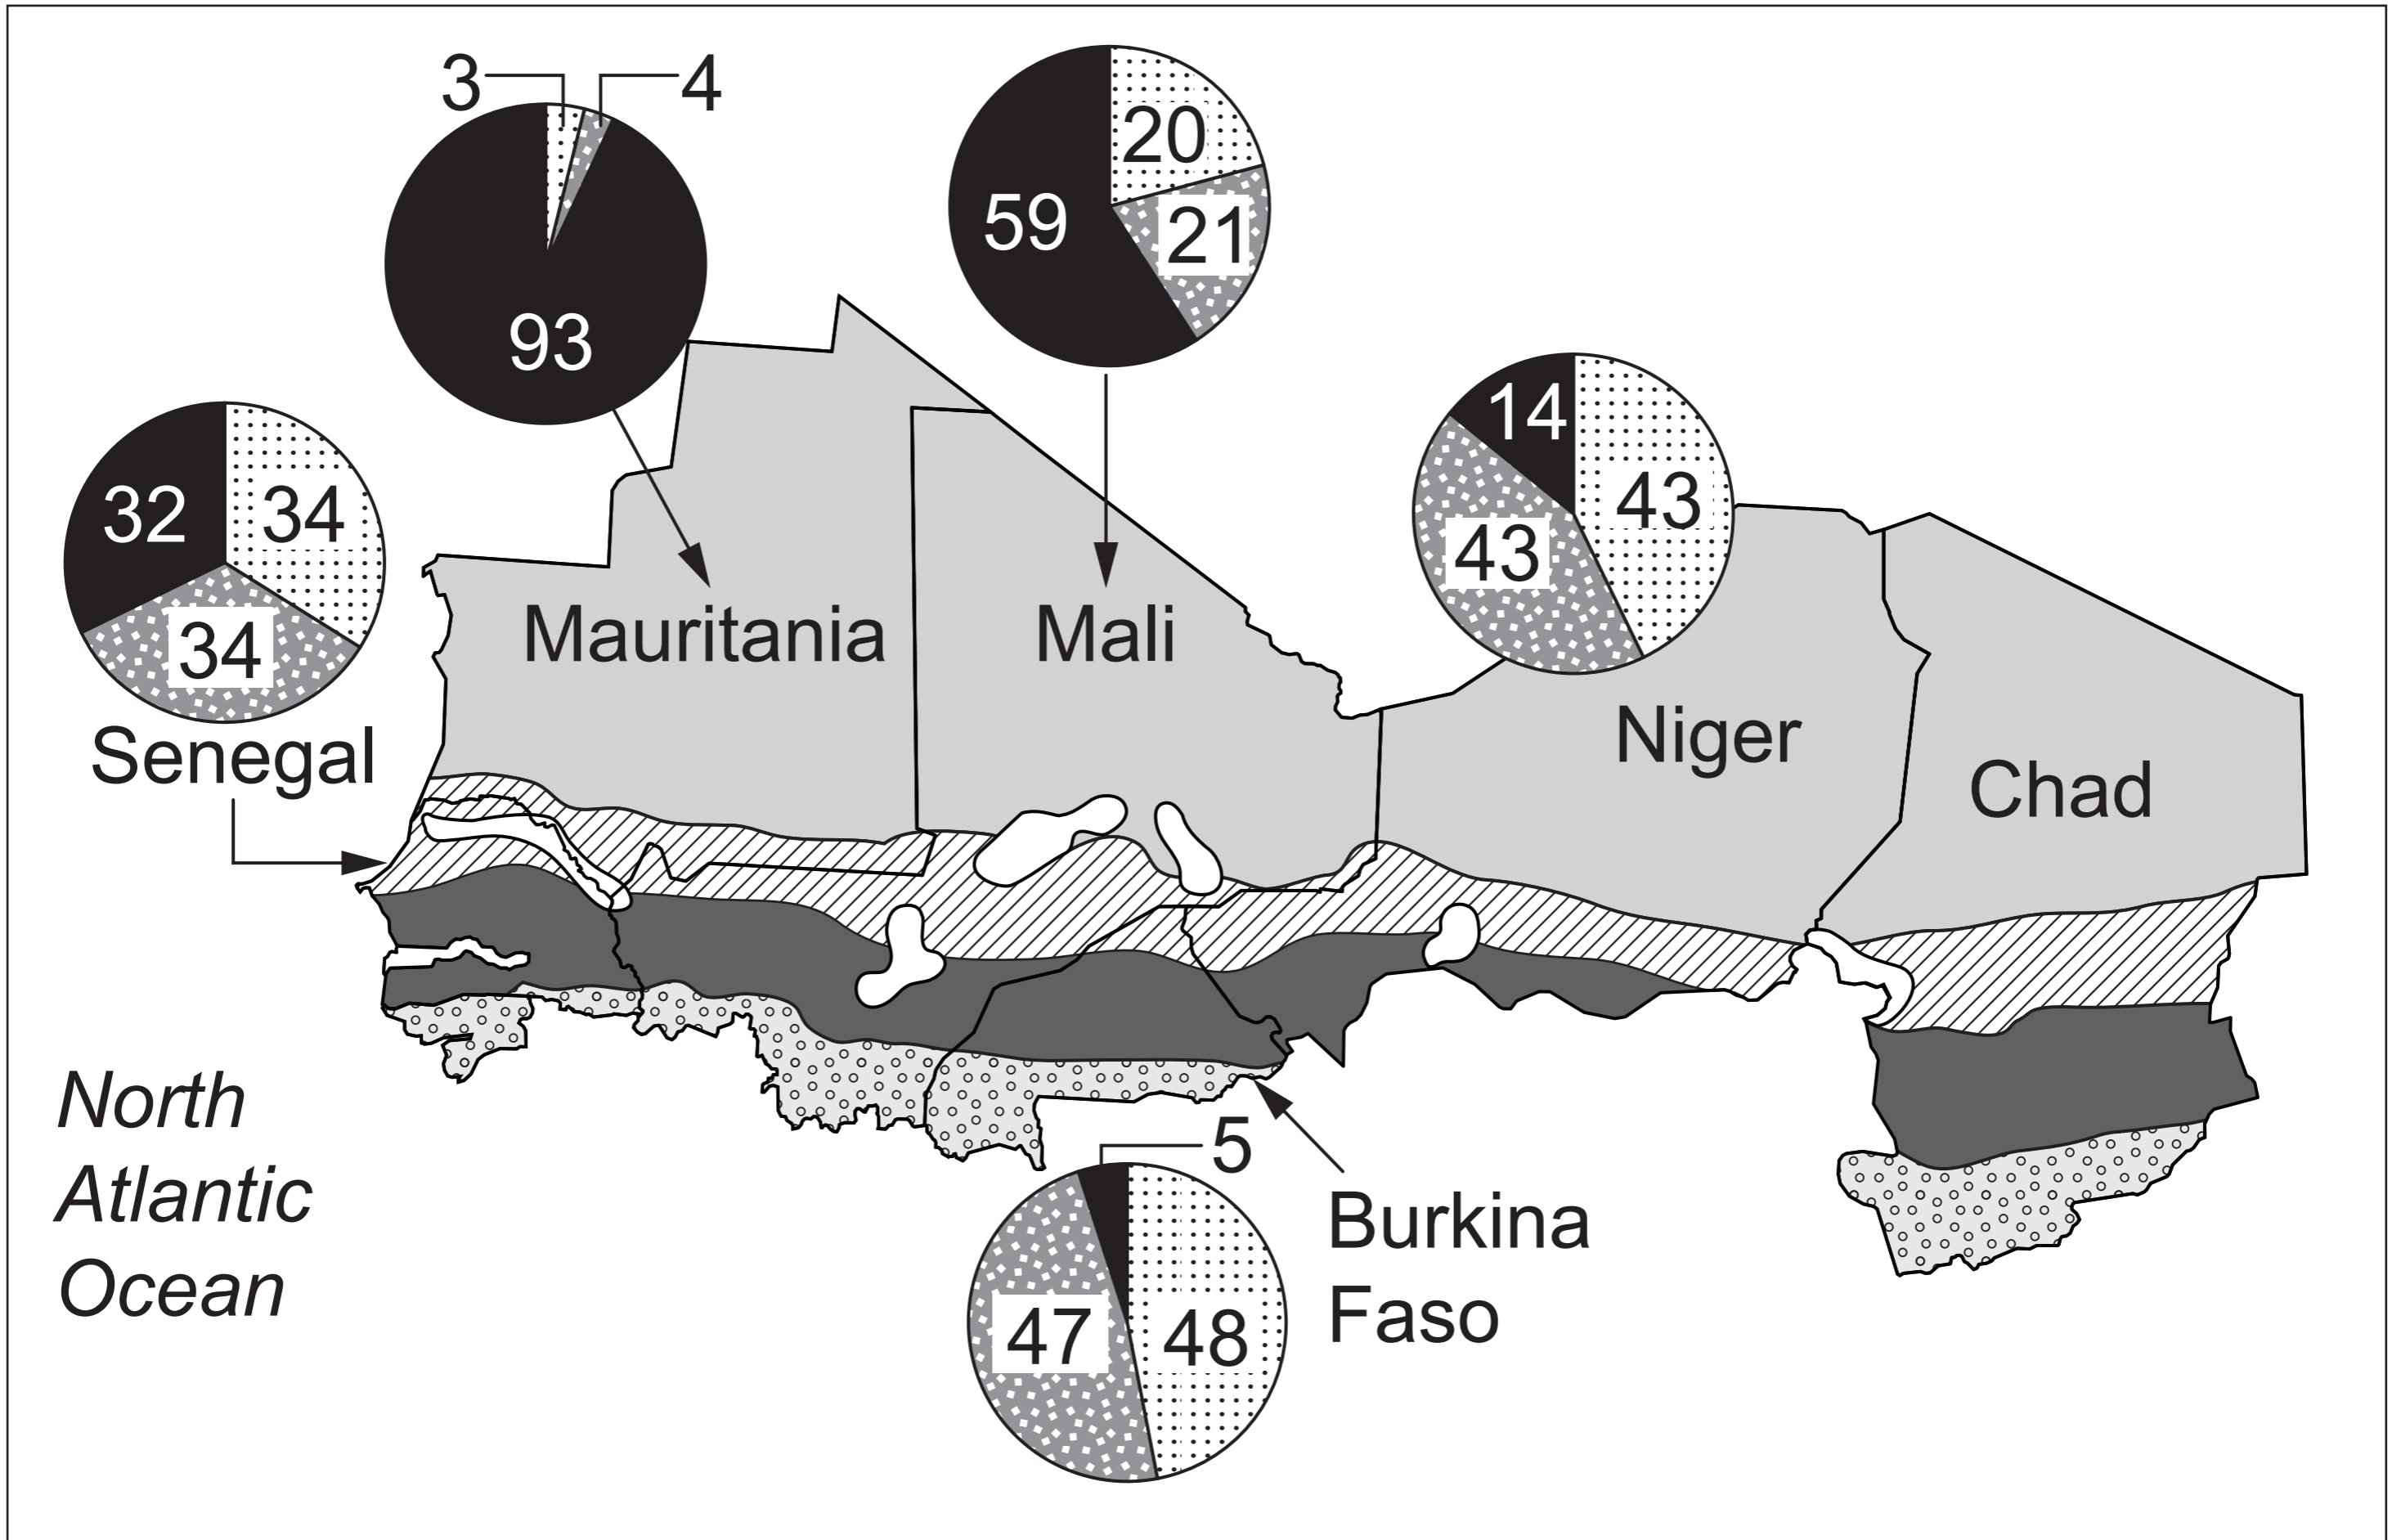 3
4
93
20
59
21
32
34
34
Senegal
14
43
43
Mauritania
Mali
Niger
Chad
North
Atlantic
Ocean
5
47
48
Burkina
Faso